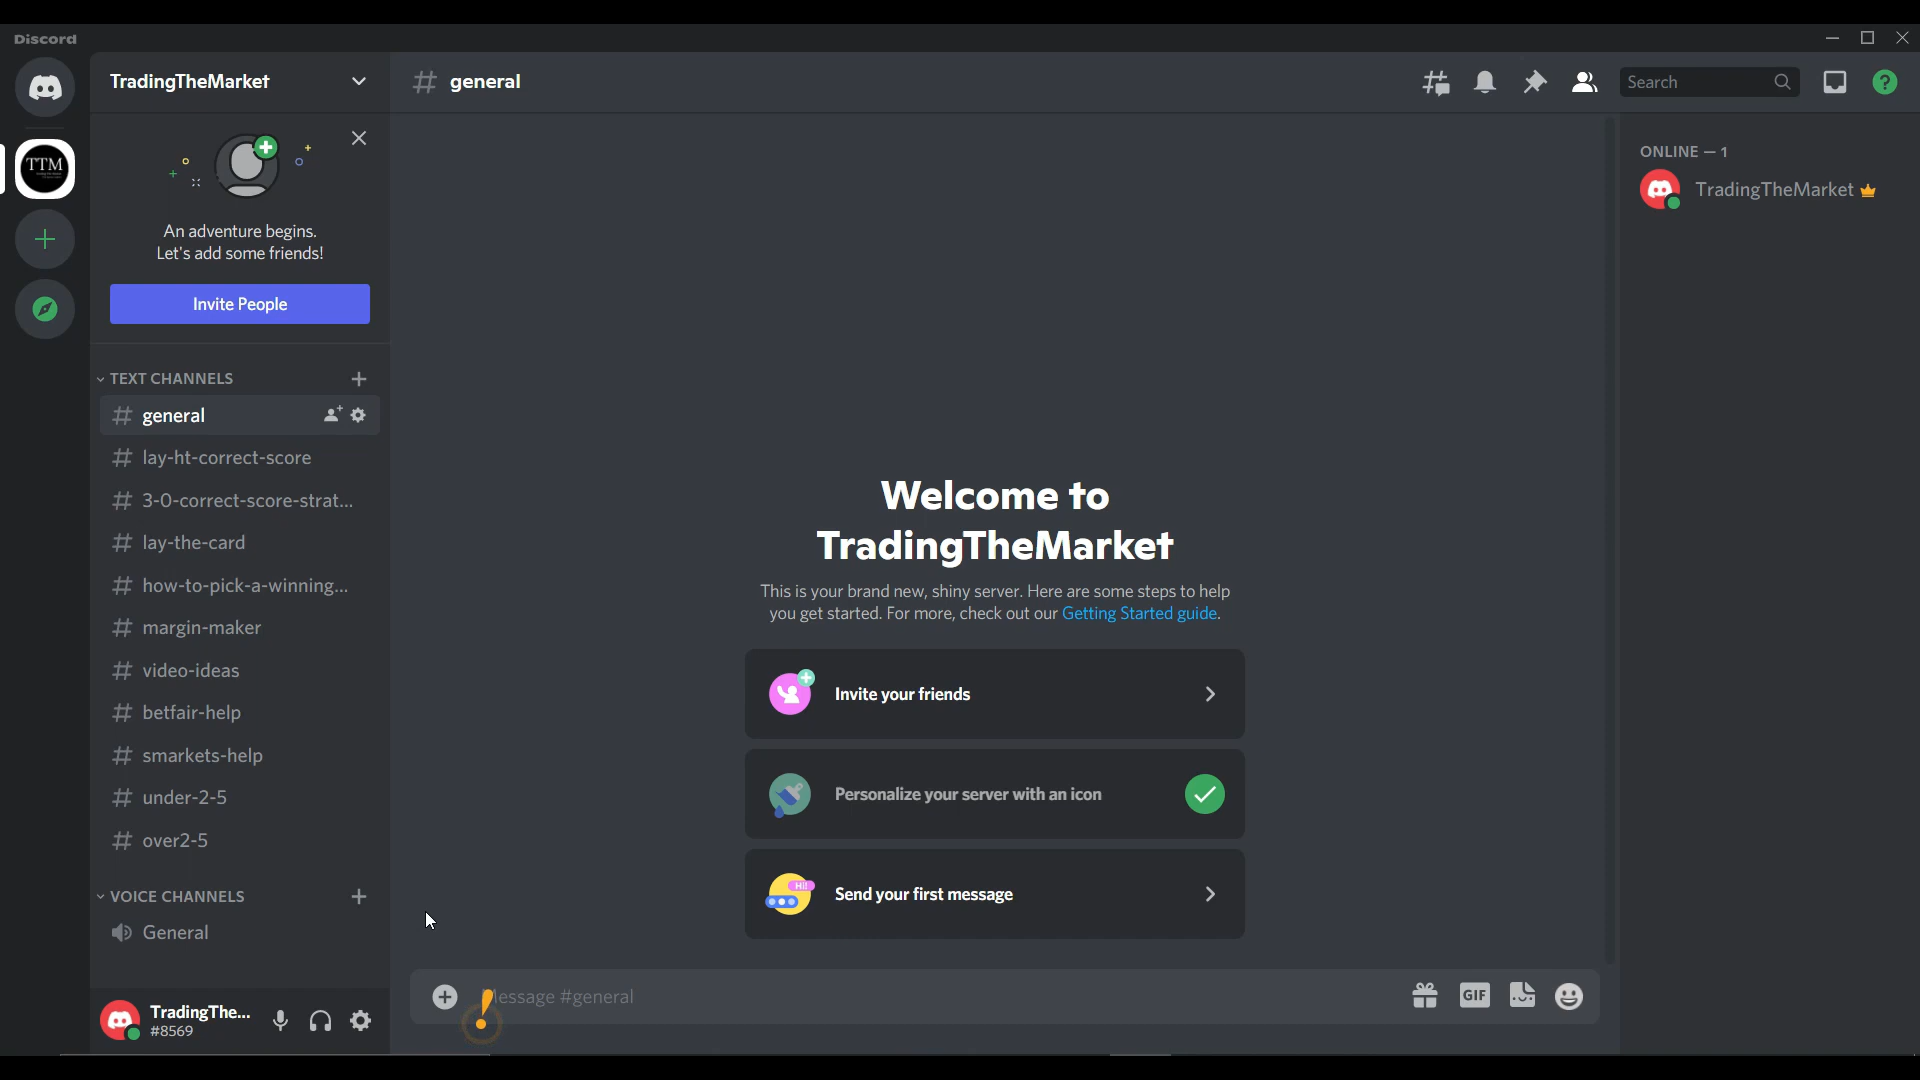 Discord
TradingTheMarket
general
Search
TTM
An adventure begins.
Let's add some friends!
Invite People
TEXT CHANNELS
general
lay-ht-correct-score
3-0-correct-score-strat...
lay-the-card
how-to-pick-a-winning...
margin-maker
video-ideas
betfair-help
smarkets-help
under-2-5
over2-5
VOICE CHANNELS
General
TradingThe...
#8569
Welcome to
TradingTheMarket
This is your brand new, shiny server. Here are some steps to help
you get started. For more, check out our Getting Started guide.
Invite your friends
Personalize your server with an icon
Hi!
Send your first message
Message #general
GIF
ONLINE — 1
TradingTheMarket